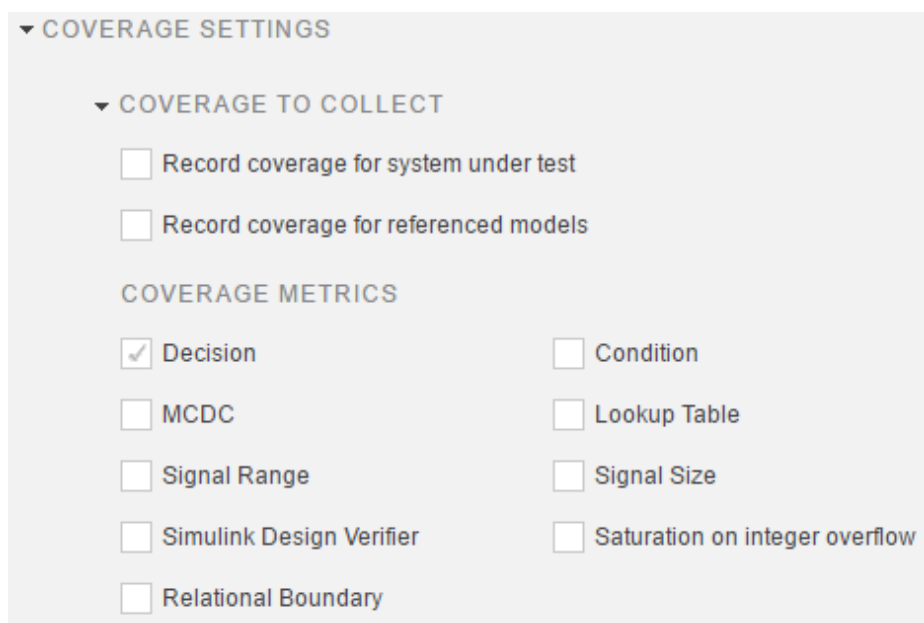 COVERAGE SETTINGS
COVERAGE TO COLLECT
Record coverage for system under test
Record coverage for referenced models
COVERAGE METRICS
Decision Condition
MCDC Lookup Table
Signal Range Signal Size
Simulink Design Verifier Saturation on integer overflow
Relational Boundary